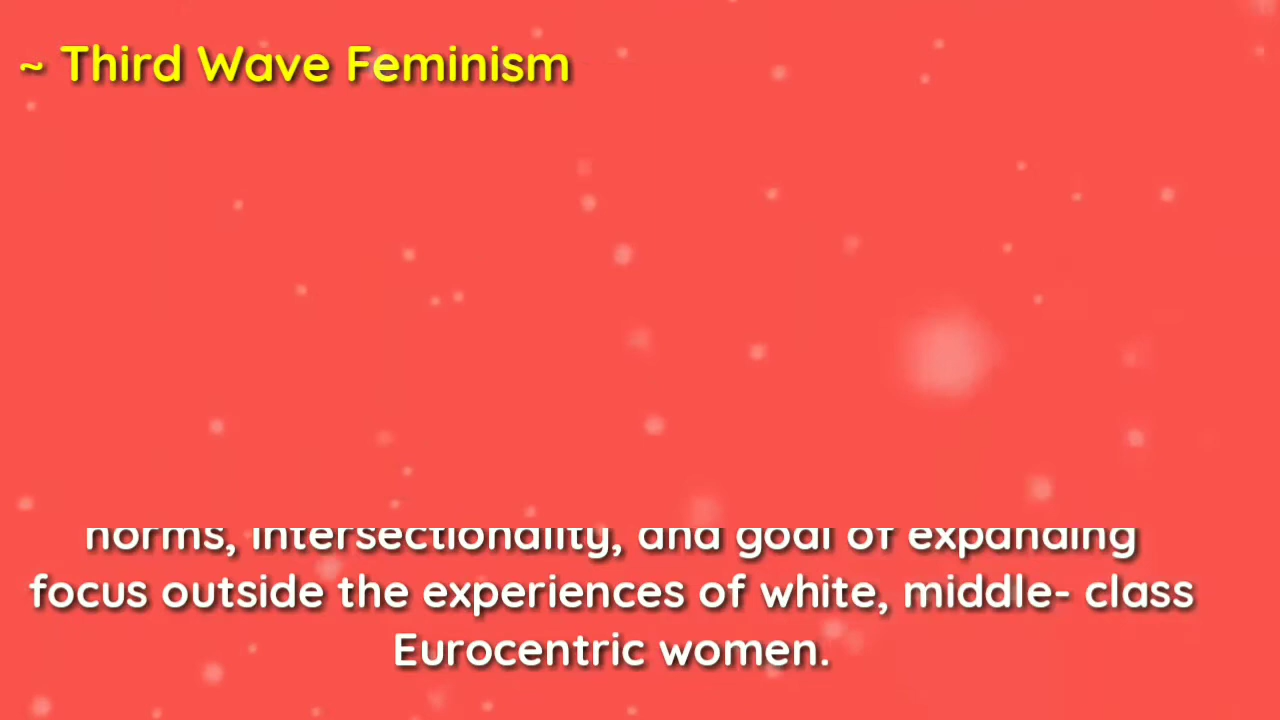 ~ Third Wave Feminism
norms, intersectionality, and goal of expanding
focus outside the experiences of white, middle- class
Eurocentric women.